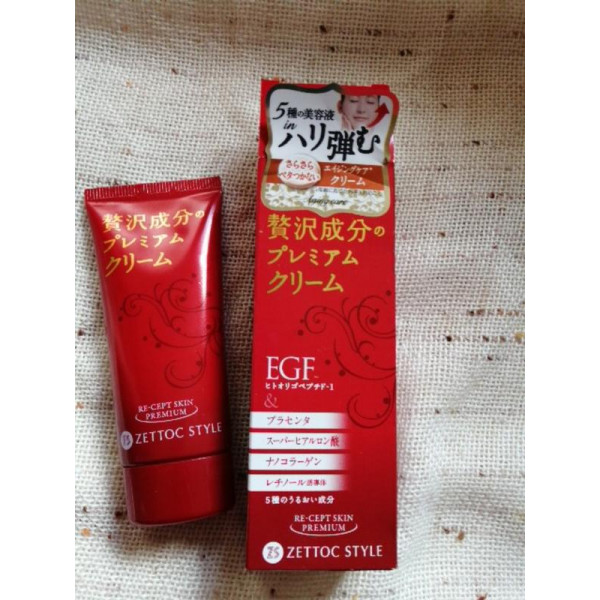 贅沢成分の
プレミアム
クリーム
RE-CEPT SKIN
PREMIUM
ZS ZETTOC STYLE
5種の美容液
in
ハリ弾む
さらさら
ベタつかない
エイジングケア*
クリーム
贅沢成分の
プレミアム
クリーム
EGF
ヒトオリゴペプチド-1
&
プラセンタ
スーパーヒアルロン酸
ナノコラーゲン
レチノール誘導体
5種のうるおい成分
RE-CEPT SKIN
PREMIUM
ZS ZETTOC STYLE